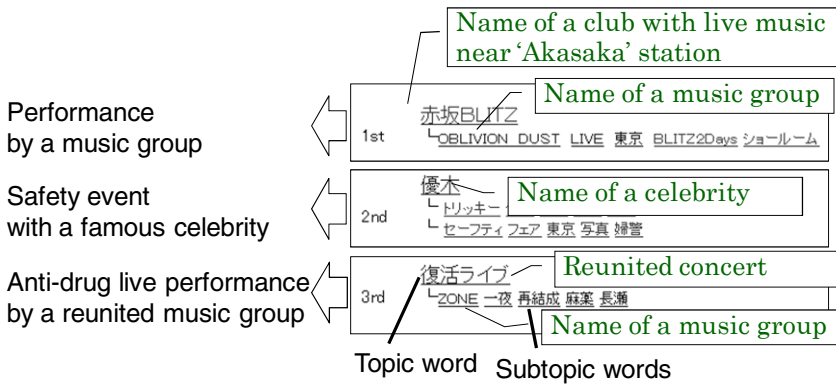 Name of a club with live music
near ‘Akasaka’ station
Performance
by a music group
1st
赤坂BLITZ
Name of a music group
OBLIVION DUST LIVE 東京 BLITZ2Days ショールーム
Safety event
with a famous celebrity
2nd
優木
Name of a celebrity
トリッキー
セーフティ フェア 東京 写真 婦警
Anti-drug live performance
by a reunited music group
3rd
復活ライブ
Reunited concert
ZONE 一夜 再結成 麻薬 長瀬
Name of a music group
Topic word
Subtopic words